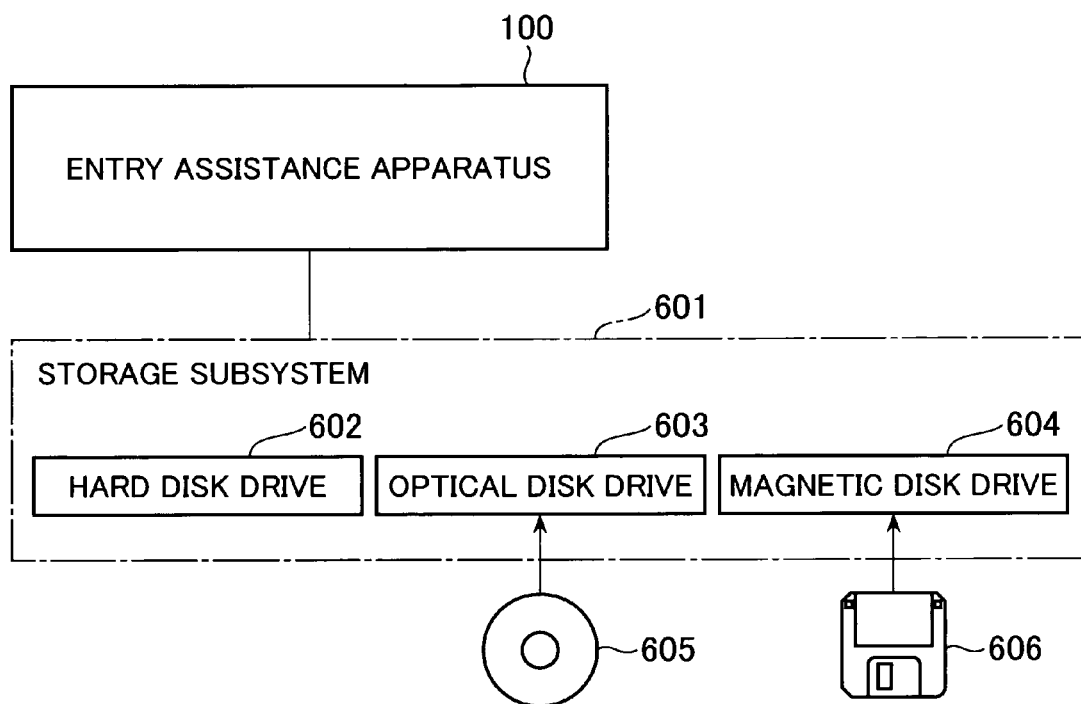 100
ENTRY ASSISTANCE APPARATUS
601
STORAGE SUBSYSTEM
602 603 604
HARD DISK DRIVE OPTICAL DISK DRIVE MAGNETIC DISK DRIVE
605 606